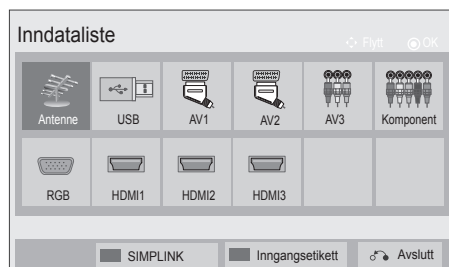 Inndataliste
Flytt OK
Antenne USB AV1 AV2 AV3 Komponent
RGB HDMI1 HDMI2 HDMI3
SIMPLINK Inngangsetikett Avslutt